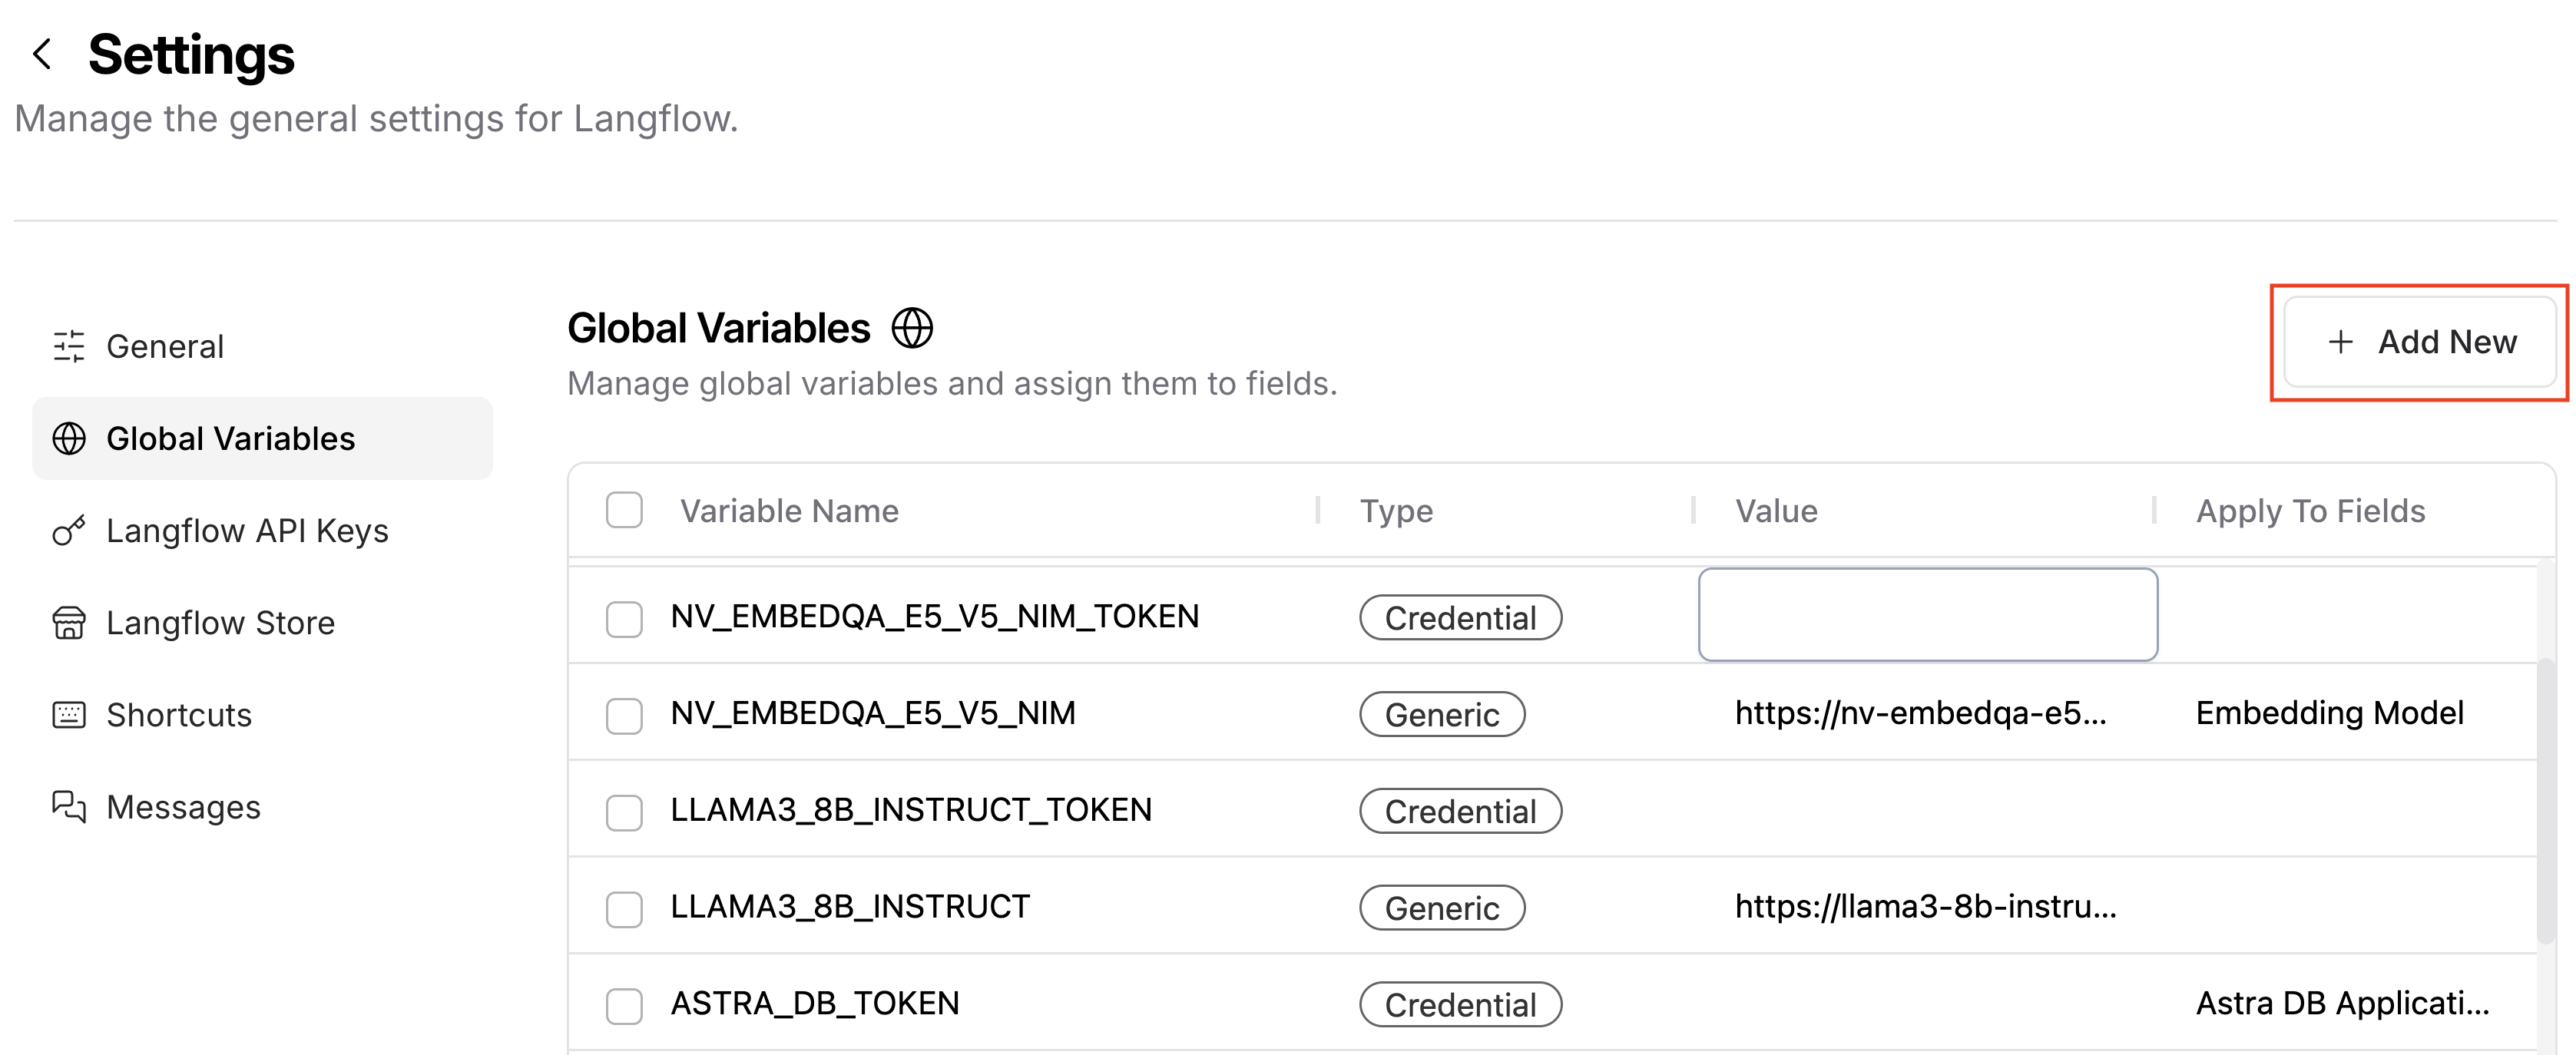 Settings
Manage the general settings for Langflow.
General
Global Variables
Langflow API Keys
Langflow Store
Shortcuts
Messages
Global Variables
Manage global variables and assign them to fields.
+ Add New
Variable Name Type Value Apply To Fields
NV_EMBEDQA_E5_V5_NIM_TOKEN Credential
NV_EMBEDQA_E5_V5_NIM Generic https://nv-embedqa-e5... Embedding Model
LLAMA3_8B_INSTRUCT_TOKEN Credential
LLAMA3_8B_INSTRUCT Generic https://llama3-8b-instru...
ASTRA_DB_TOKEN Credential Astra DB Applicati...